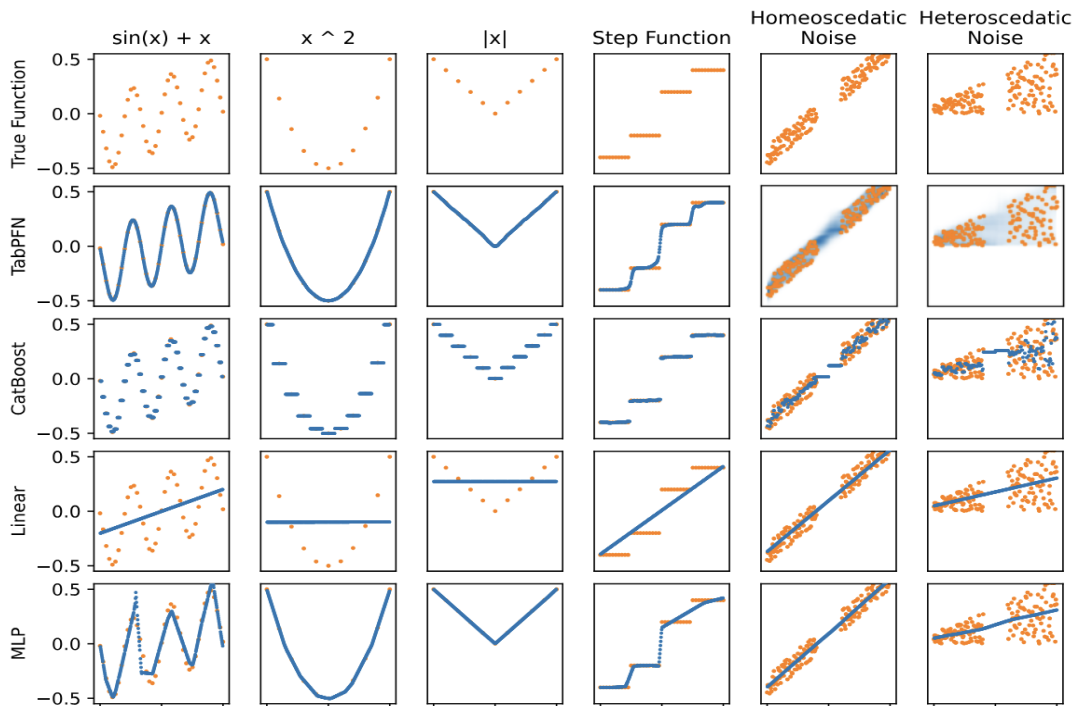 Homeoscedatic Heteroscedatic
sin(x) + x x ^ 2 |x| Step Function Noise Noise
True Function
0.5
0.0
−0.5
TabPFN
0.5
0.0
−0.5
CatBoost
0.5
0.0
−0.5
Linear
0.5
0.0
−0.5
MLP
0.5
0.0
−0.5